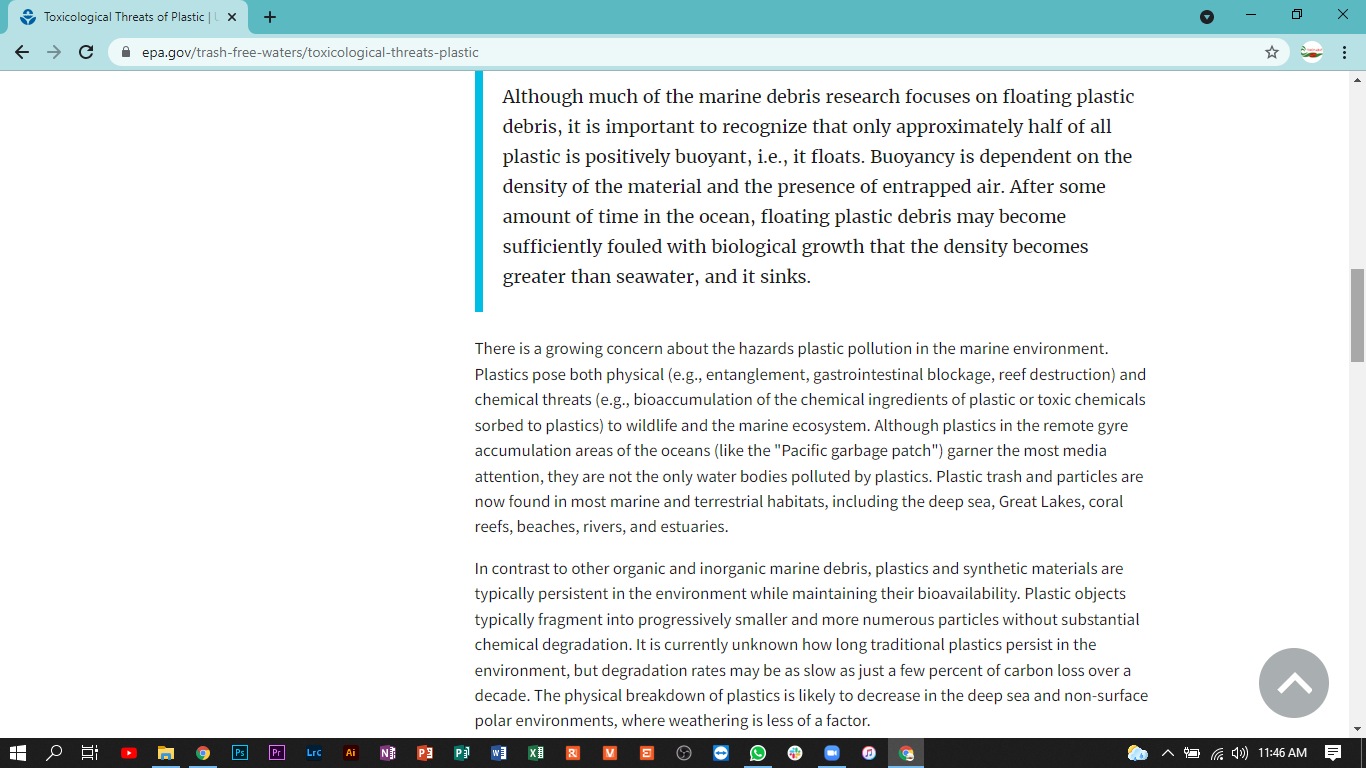 Toxicological Threats of Plastic |
epa.gov/trash-free-waters/toxicological-threats-plastic
Although much of the marine debris research focuses on floating plastic
debris, it is important to recognize that only approximately half of all
plastic is positively buoyant, i.e., it floats. Buoyancy is dependent on the
density of the material and the presence of entrapped air. After some
amount of time in the ocean, floating plastic debris may become
sufficiently fouled with biological growth that the density becomes
greater than seawater, and it sinks.
There is a growing concern about the hazards plastic pollution in the marine environment.
Plastics pose both physical (e.g., entanglement, gastrointestinal blockage, reef destruction) and
chemical threats (e.g., bioaccumulation of the chemical ingredients of plastic or toxic chemicals
sorbed to plastics) to wildlife and the marine ecosystem. Although plastics in the remote gyre
accumulation areas of the oceans (like the "Pacific garbage patch") garner the most media
attention, they are not the only water bodies polluted by plastics. Plastic trash and particles are
now found in most marine and terrestrial habitats, including the deep sea, Great Lakes, coral
reefs, beaches, rivers, and estuaries.
In contrast to other organic and inorganic marine debris, plastics and synthetic materials are
typically persistent in the environment while maintaining their bioavailability. Plastic objects
typically fragment into progressively smaller and more numerous particles without substantial
chemical degradation. It is currently unknown how long traditional plastics persist in the
environment, but degradation rates may be as slow as just a few percent of carbon loss over a
decade. The physical breakdown of plastics is likely to decrease in the deep sea and non-surface
polar environments, where weathering is less of a factor.
Ps Pr Lrc Ai 11:46 AM